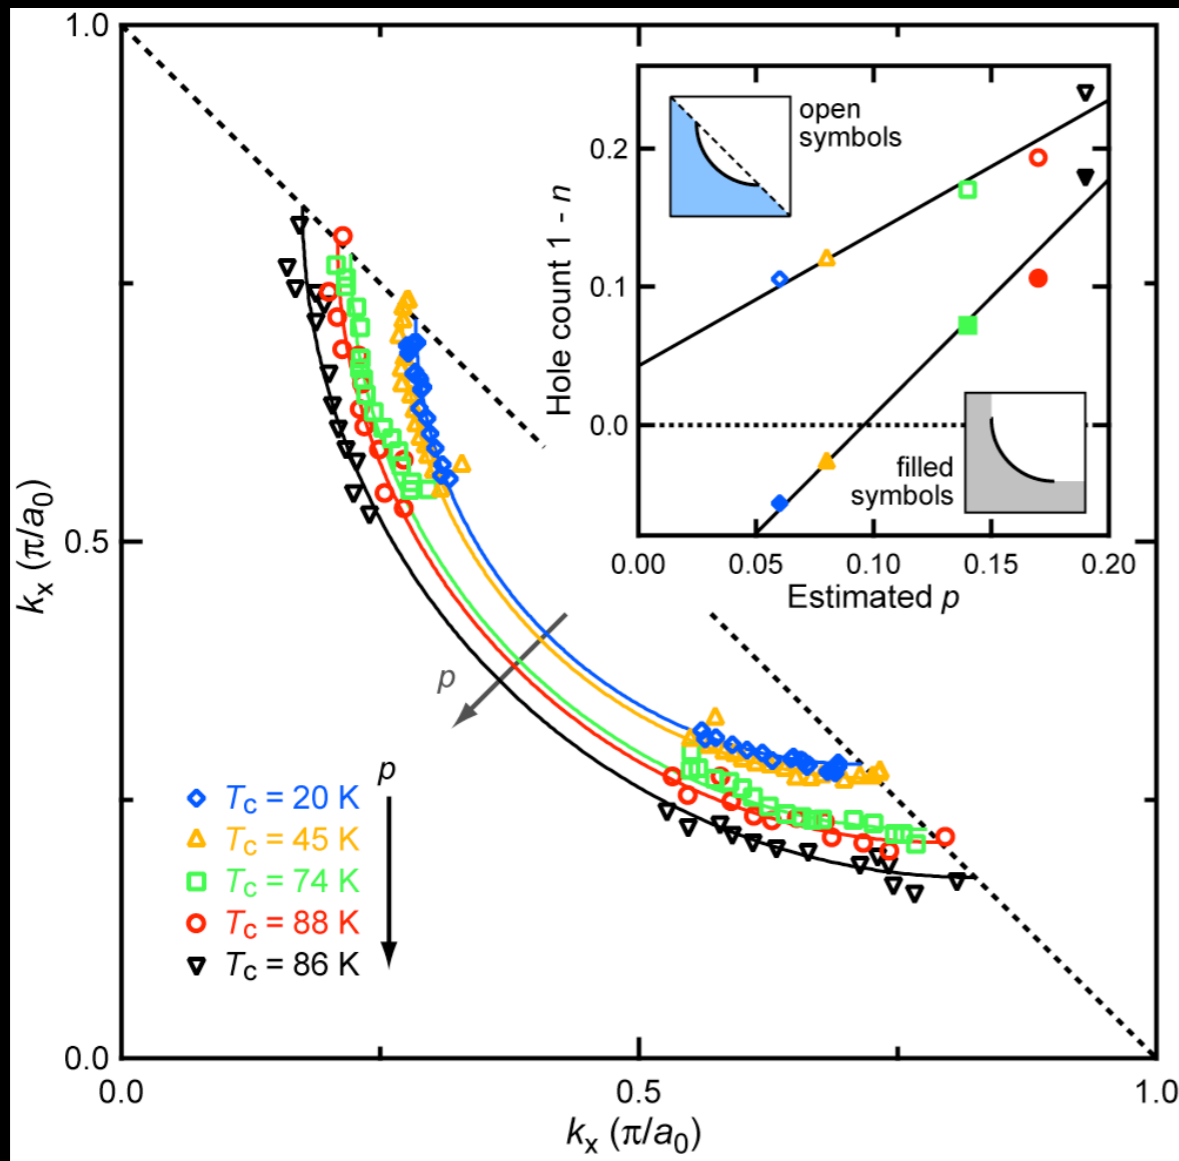 1.0
open
symbols
0.2
Hole count 1 - n
0.1
0.0
filled
symbols
0.00 0.05 0.10 0.15 0.20
Estimated p
kx (π/a0)
0.5
p
p
Tc = 20 K
Tc = 45 K
Tc = 74 K
Tc = 88 K
Tc = 86 K
0.0
0.0 0.5 1.0
kx (π/a0)